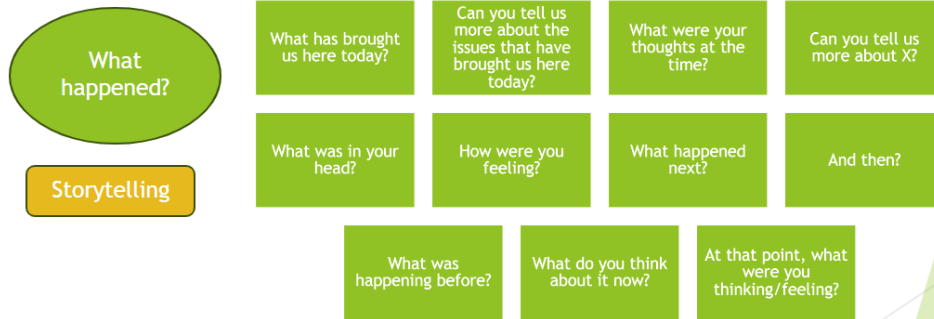 What
happened?
Storytelling
What has brought
us here today?
Can you tell us
more about the
issues that have
brought us here
today?
What were your
thoughts at the
time?
Can you tell us
more about X?
What was in your
head?
How were you
feeling?
What happened
next?
And then?
What was
happening before?
What do you think
about it now?
At that point, what
were you
thinking/feeling?